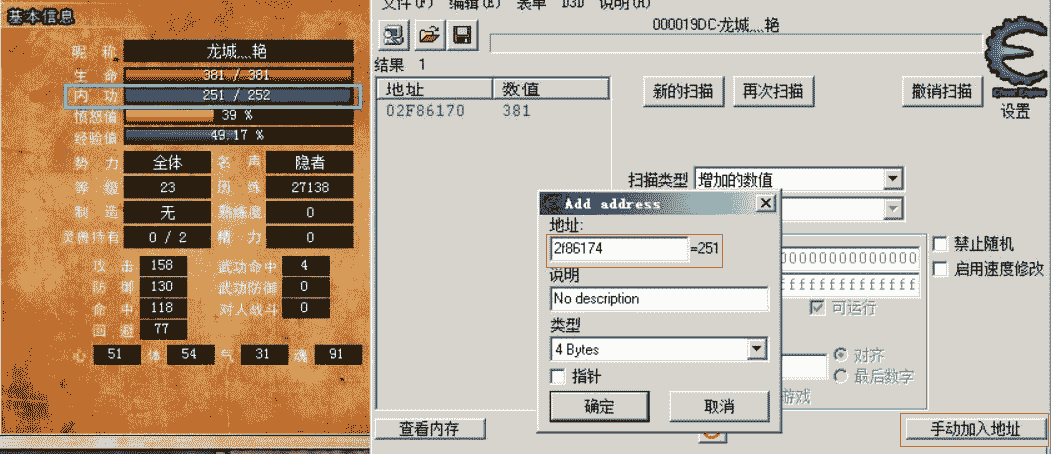 基本信息
昵 称 龙城灬艳
生 命 381 / 381
内 功 251 / 252
愤怒值 39 %
经验值 49.17 %
势 力 全体 名 声 隐者
等 级 23 历 练 27138
制 造 无 熟练度 0
灵兽持有 0 / 2 精 力 0
攻 击 158 武功命中 4
防 御 130 武功防御 0
命 中 118 对人战斗 0
回 避 77
心 51 体 54 气 31 魂 91
文件(F) 编辑(E) 表单 D3D 说明(H)
000019DC-龙城灬艳
结果 1
地址 数值
02F86170 381
新的扫描 再次扫描 撤销扫描
设置
扫描类型 增加的数值
Add address
地址:
2f86174 =251
说明
No description
类型
4 Bytes
指针
确定 取消
禁止随机
启用速度修改
可运行
对齐
最后数字
游戏
查看内存
手动加入地址